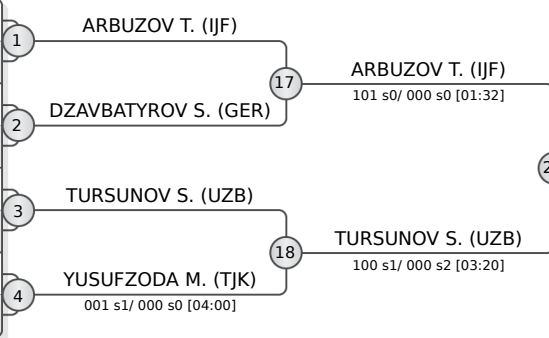 ARBUZOV T. (IJF)
1
17
ARBUZOV T. (IJF)
101 s0/ 000 s0 [01:32]
DZAVBATYROV S. (GER)
2
TURSUNOV S. (UZB)
3
18
TURSUNOV S. (UZB)
100 s1/ 000 s2 [03:20]
YUSUFZODA M. (TJK)
4
001 s1/ 000 s0 [04:00]